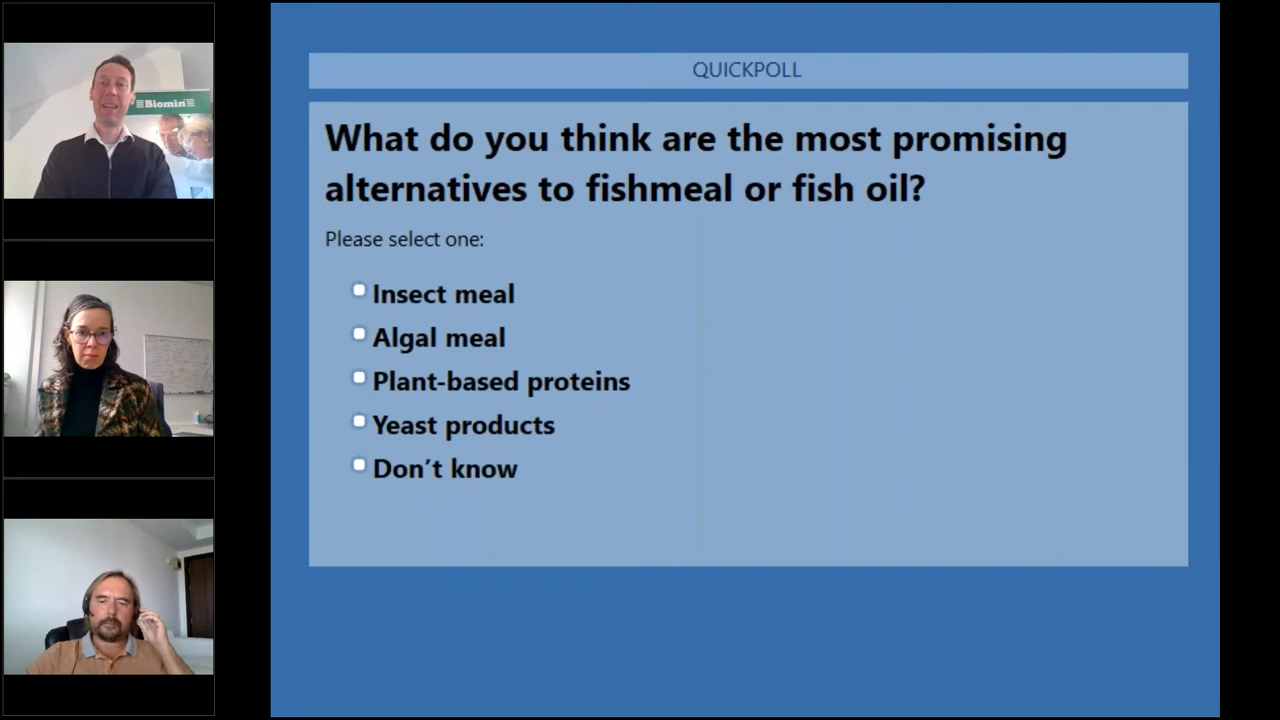 Biomin
QUICKPOLL
What do you think are the most promising
alternatives to fishmeal or fish oil?
Please select one:
Insect meal
Algal meal
Plant-based proteins
Yeast products
Don’t know